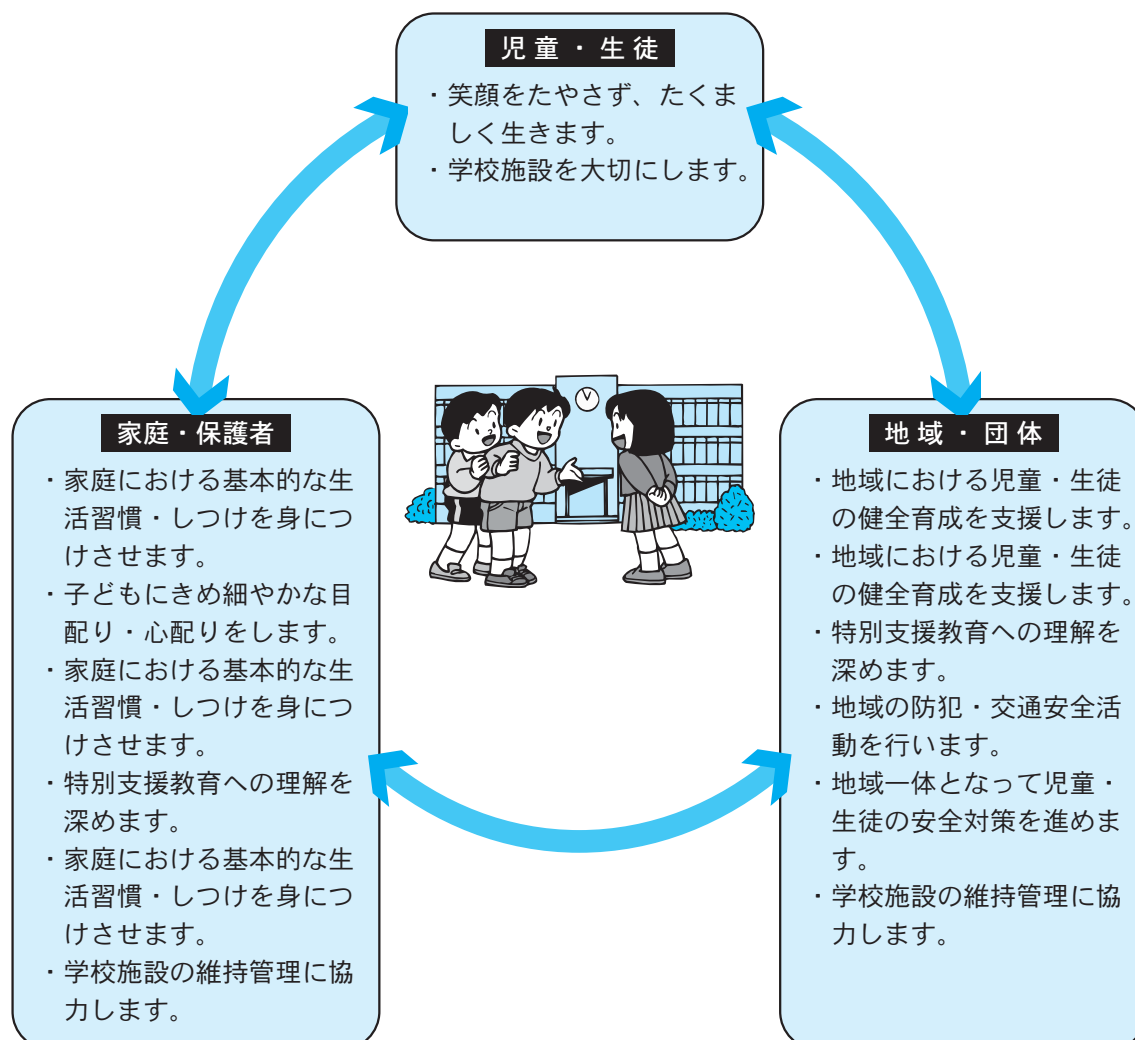 児童・生徒
・笑顔をたやさず、たくま
しく生きます。
・学校施設を大切にします。
家庭・保護者
・家庭における基本的な生
活習慣・しつけを身につ
けさせます。
・子どもにきめ細やかな目
配り・心配りをします。
・家庭における基本的な生
活習慣・しつけを身につ
けさせます。
・特別支援教育への理解を
深めます。
・家庭における基本的な生
活習慣・しつけを身につ
けさせます。
・学校施設の維持管理に協
力します。
地域・団体
・地域における児童・生徒
の健全育成を支援します。
・地域における児童・生徒
の健全育成を支援します。
・特別支援教育への理解を
深めます。
・地域の防犯・交通安全活
動を行います。
・地域一体となって児童・
生徒の安全対策を進めま
す。
・学校施設の維持管理に協
力します。